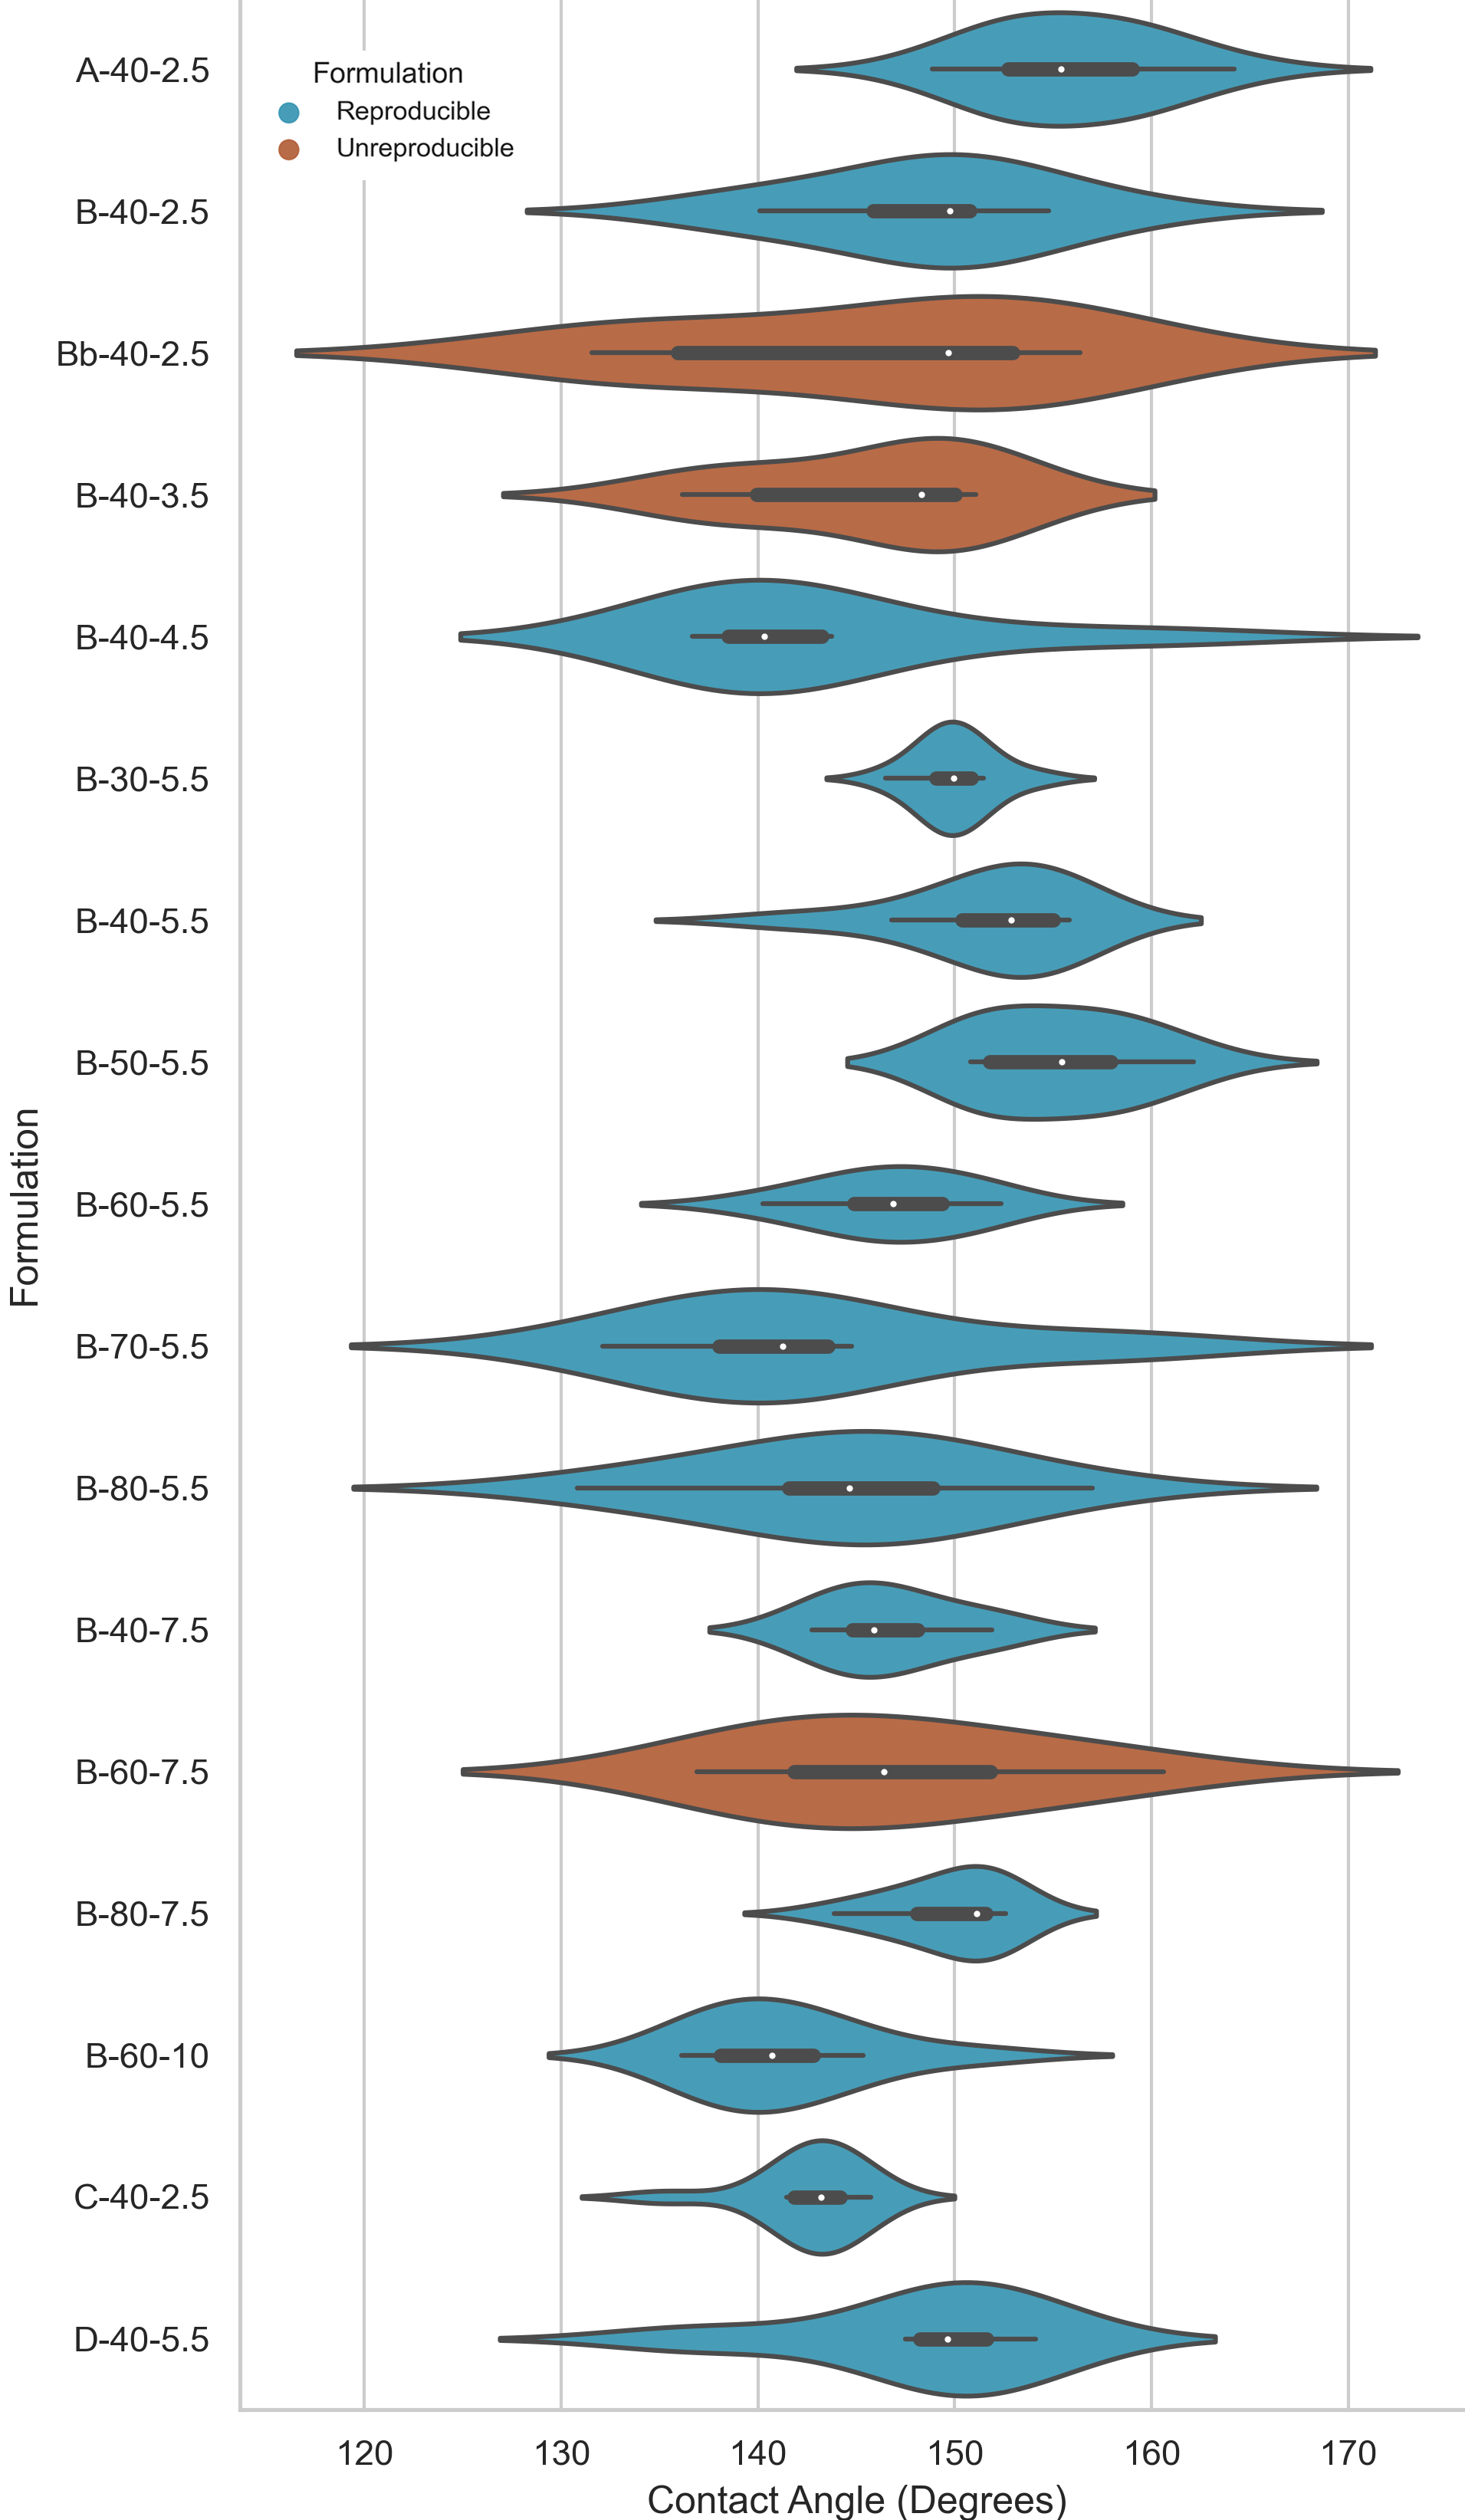 A-40-2.5
Formulation
Reproducible
Unreproducible
B-40-2.5
Bb-40-2.5
B-40-3.5
B-40-4.5
B-30-5.5
B-40-5.5
B-50-5.5
Formulation
B-60-5.5
B-70-5.5
B-80-5.5
B-40-7.5
B-60-7.5
B-80-7.5
B-60-10
C-40-2.5
D-40-5.5
120 130 140 150 160 170
Contact Angle (Degrees)